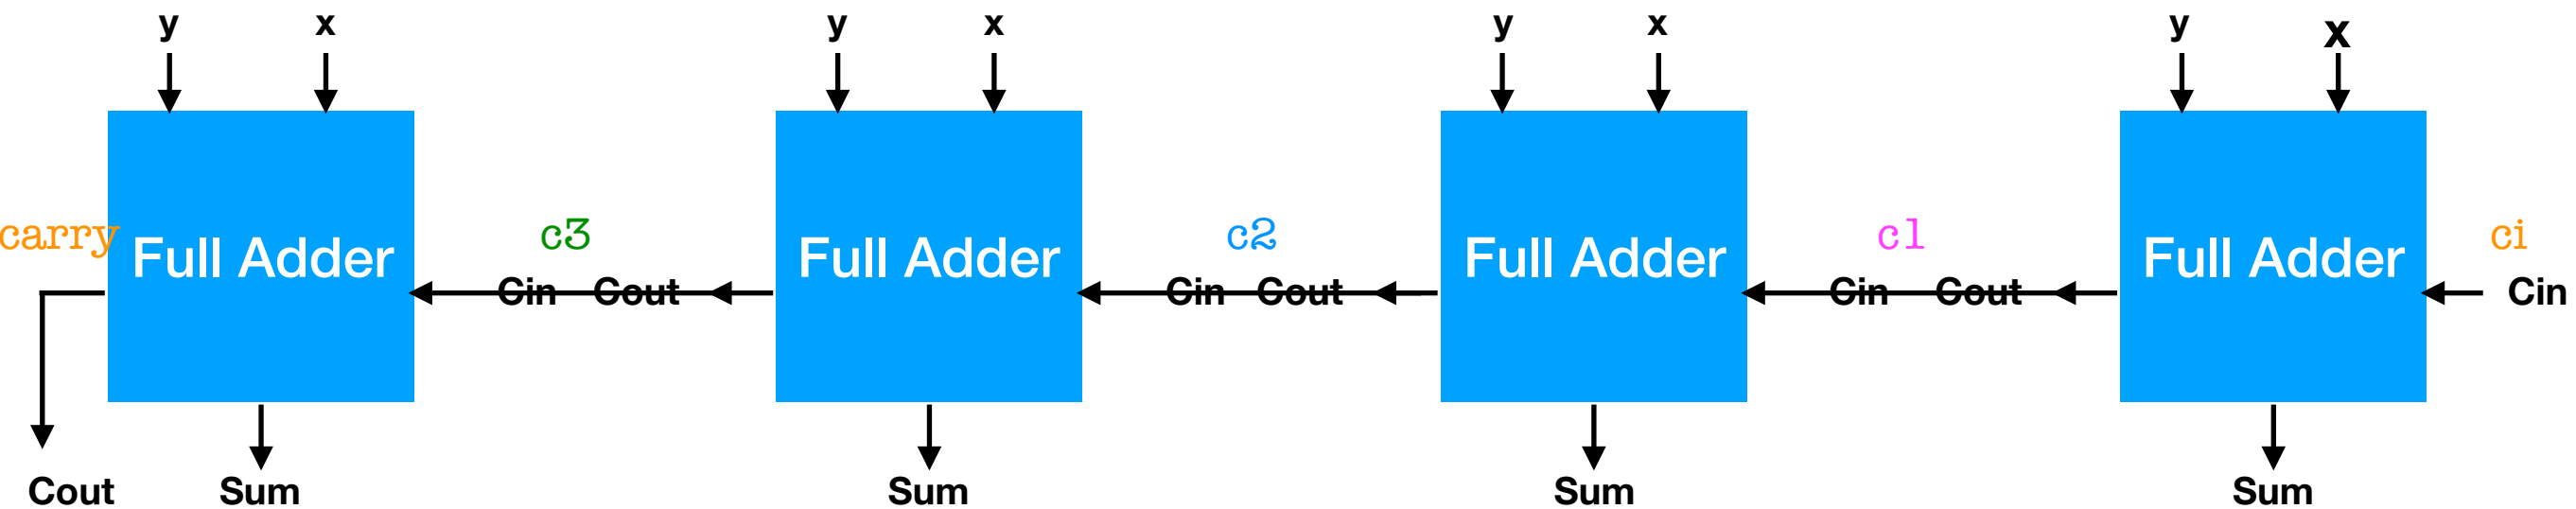 y x y x y x y x
carry c3 c2 c1 ci
Full Adder Full Adder Full Adder Full Adder
Cin Cout Cin Cout Cin Cout Cin
Cout Sum Sum Sum Sum